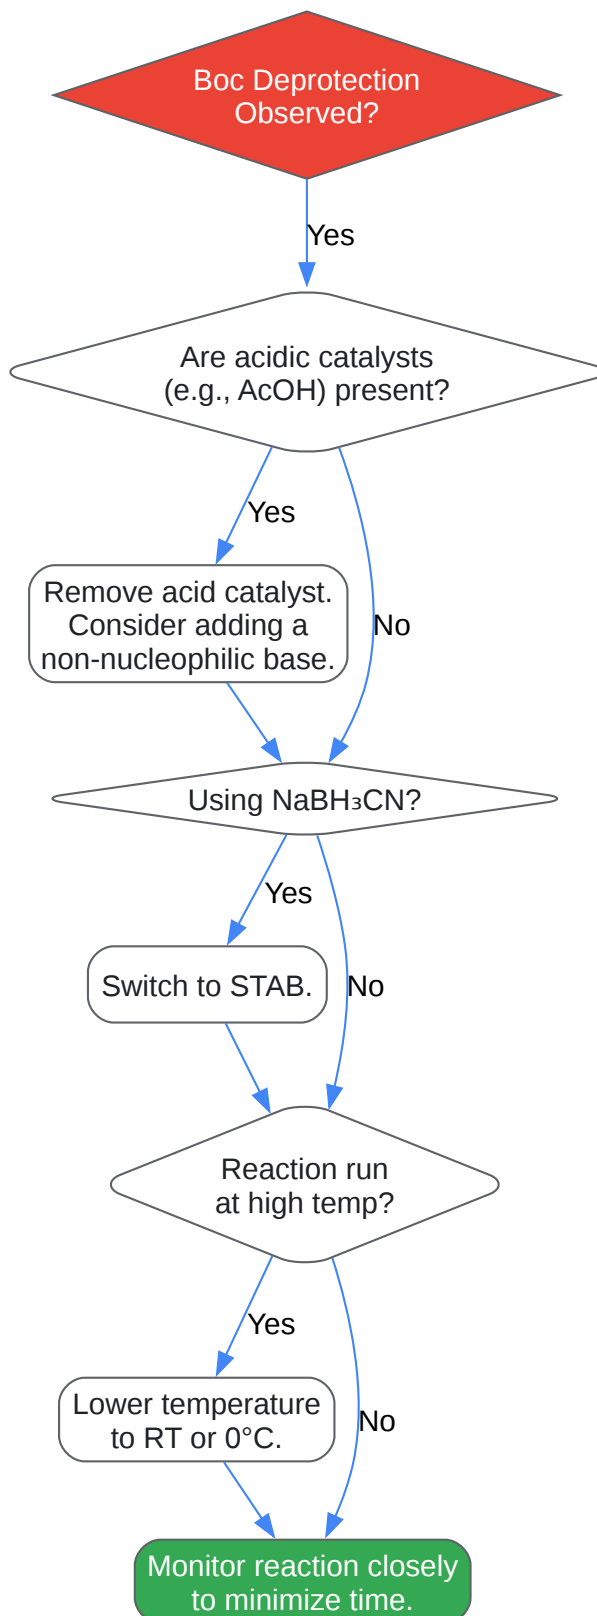 Boc Deprotection
Observed?
Yes
Are acidic catalysts
(e.g., AcOH) present?
Yes
Remove acid catalyst.
Consider adding a
non-nucleophilic base.
No
Using NaBH₃CN?
Yes
Switch to STAB.
No
Reaction run
at high temp?
Yes
Lower temperature
to RT or 0°C.
No
Monitor reaction closely
to minimize time.